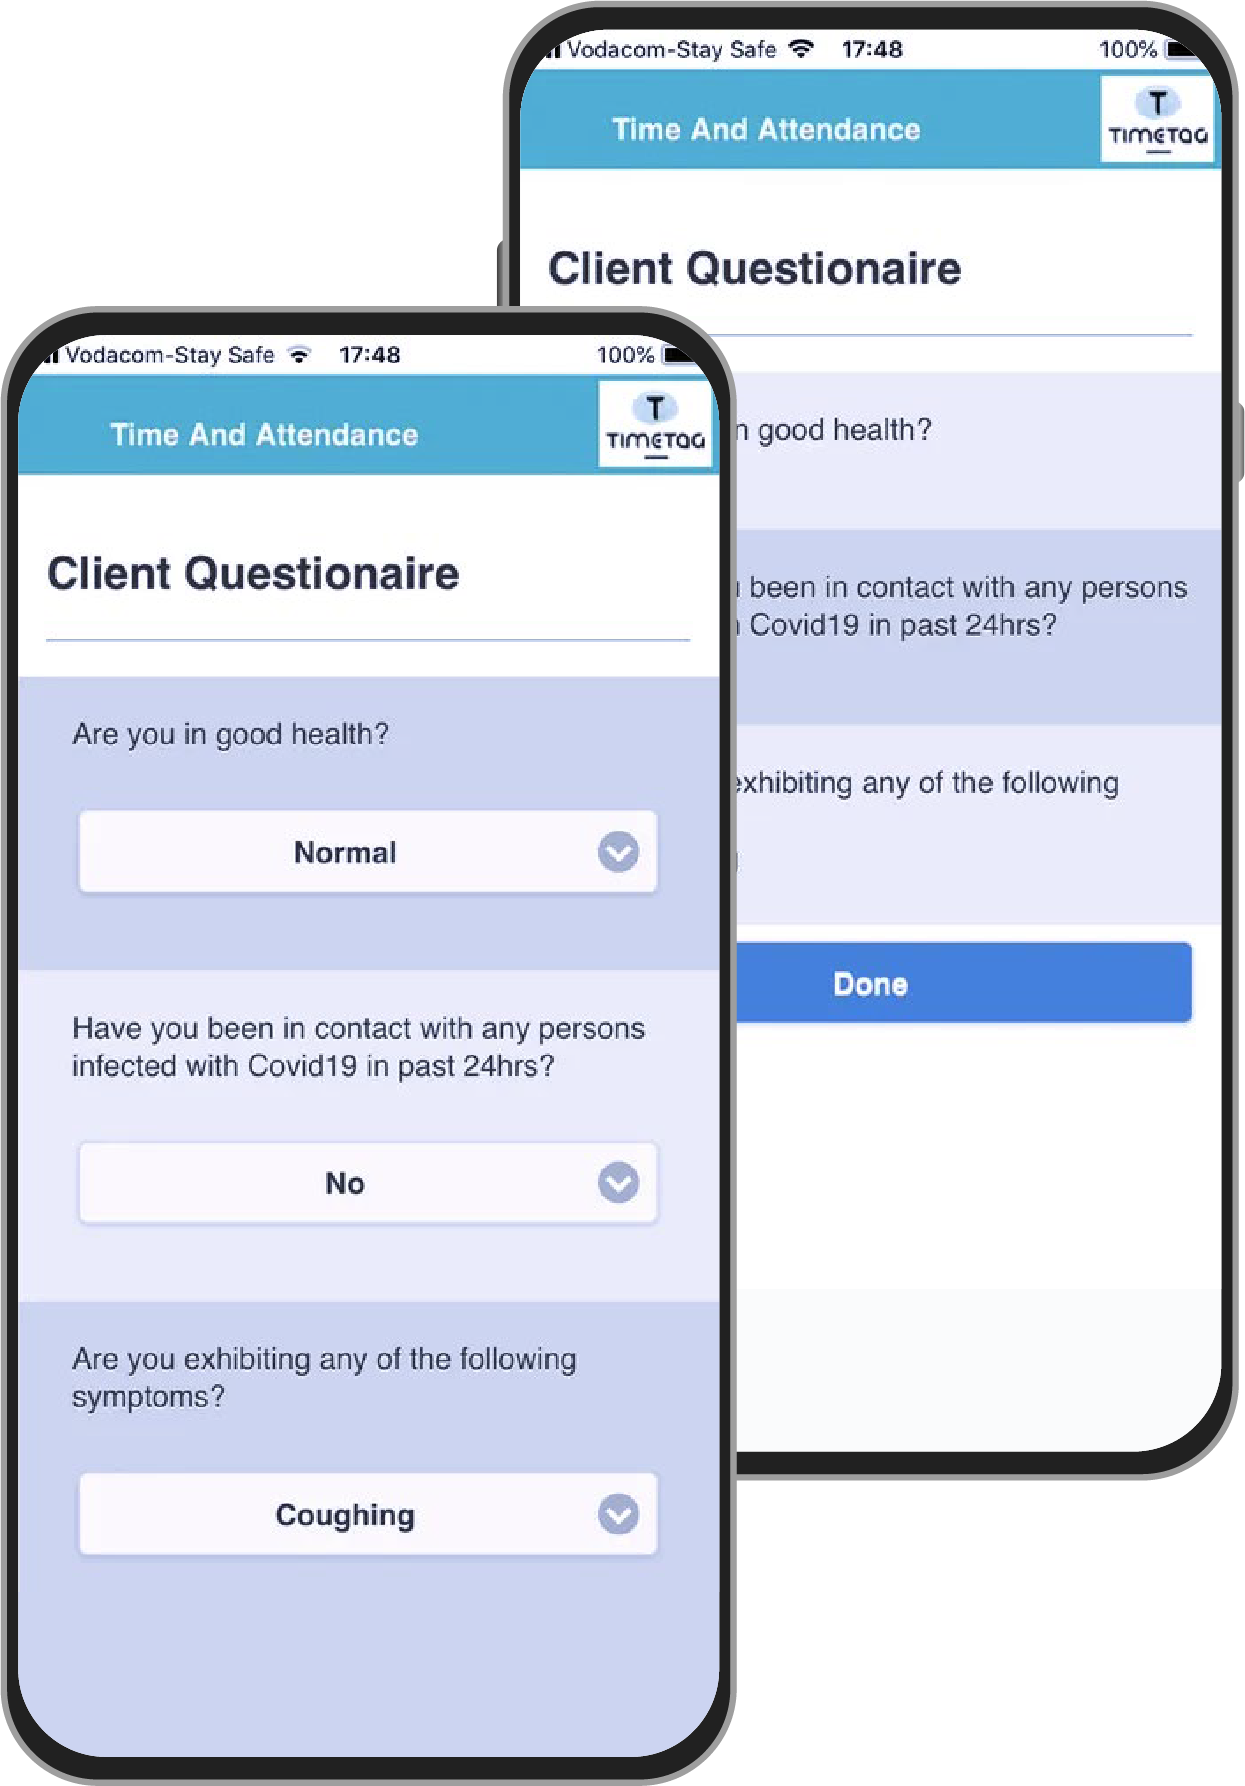 Vodacom-Stay Safe 17:48 100%
Time And Attendance
T
TIMETAG
Client Questionaire
good health?
been in contact with any persons
Covid19 in past 24hrs?
any of the following
Done
Vodacom-Stay Safe 17:48 100%
Time And Attendance
T
TIMETAG
Client Questionaire
Are you in good health?
Normal
Have you been in contact with any persons
infected with Covid19 in past 24hrs?
No
Are you exhibiting any of the following
symptoms?
Coughing